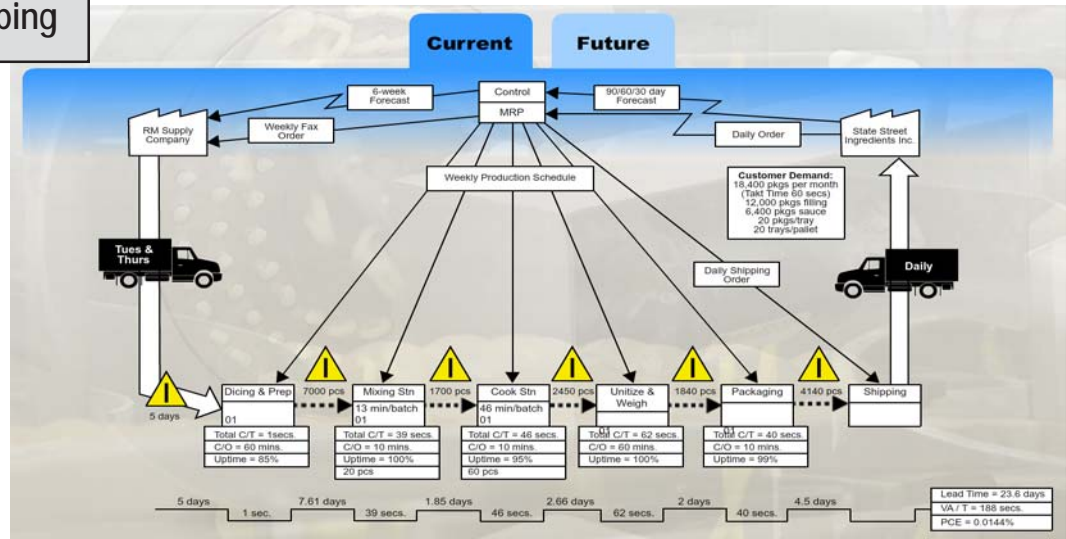 ping
Current
Future
6-week
Forecast
Control
MRP
90/60/30 day
Forecast
RM Supply
Company
Weekly Fax
Order
Daily Order
State Street
Ingredients Inc.
Weekly Production Schedule
Customer Demand:
18,400 pkgs per month
(Takt Time 60 secs)
12,000 pkgs filling
6,400 pkgs sauce
20 pkgs/tray
20 trays/pallet
Tues &
Thurs
Daily Shipping
Order
Daily
I
5 days
Dicing & Prep
01
Total C/T = 1secs.
C/O = 60 mins.
Uptime = 85%
I
7000 pcs
Mixing Stn
13 min/batch
01
Total C/T = 39 secs.
C/O = 10 mins.
Uptime = 100%
20 pcs
I
1700 pcs
Cook Stn
46 min/batch
01
Total C/T = 46 secs.
C/O = 10 mins.
Uptime = 95%
60 pcs
I
2450 pcs
Unitize &
Weigh
01
Total C/T = 62 secs.
C/O = 60 mins.
Uptime = 100%
I
1840 pcs
Packaging
01
Total C/T = 40 secs.
C/O = 10 mins.
Uptime = 99%
I
4140 pcs
Shipping
5 days
1 sec.
7.61 days
39 secs.
1.85 days
46 secs.
2.66 days
62 secs.
2 days
40 secs.
4.5 days
Lead Time = 23.6 days
VA / T = 188 secs.
PCE = 0.0144%